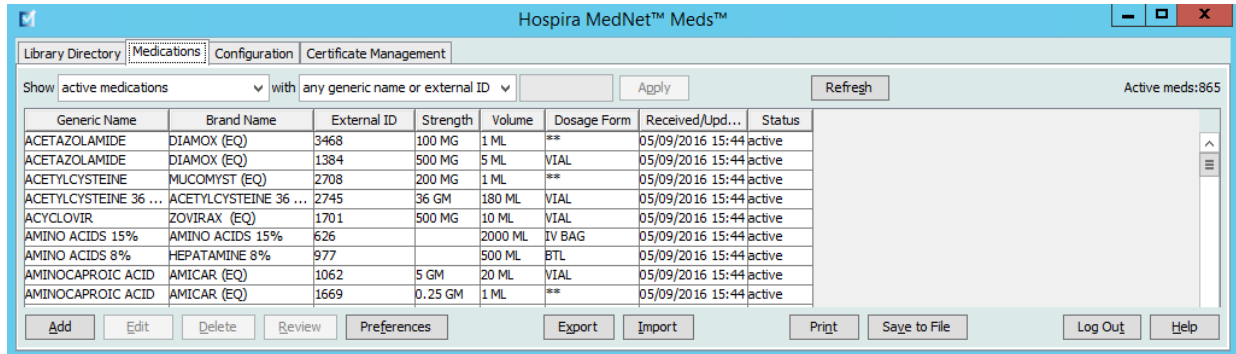 Hospira MedNet™ Meds™
Library Directory Medications Configuration Certificate Management
Show active medications with any generic name or external ID Apply Refresh Active meds:865
Generic Name Brand Name External ID Strength Volume Dosage Form Received/Upd... Status
ACETAZOLAMIDE DIAMOX (EQ) 3468 100 MG 1 ML ** 05/09/2016 15:44 active
ACETAZOLAMIDE DIAMOX (EQ) 1384 500 MG 5 ML VIAL 05/09/2016 15:44 active
ACETYLCYSTEINE MUCOMYST (EQ) 2708 200 MG 1 ML ** 05/09/2016 15:44 active
ACETYLCYSTEINE 36 ... ACETYLCYSTEINE 36 ... 2745 36 GM 180 ML VIAL 05/09/2016 15:44 active
ACYCLOVIR ZOVIRAX (EQ) 1701 500 MG 10 ML VIAL 05/09/2016 15:44 active
AMINO ACIDS 15% AMINO ACIDS 15% 626 2000 ML IV BAG 05/09/2016 15:44 active
AMINO ACIDS 8% HEPATAMINE 8% 977 500 ML BTL 05/09/2016 15:44 active
AMINOCAPROIC ACID AMICAR (EQ) 1062 5 GM 20 ML VIAL 05/09/2016 15:44 active
AMINOCAPROIC ACID AMICAR (EQ) 1669 0.25 GM 1 ML ** 05/09/2016 15:44 active
Add Edit Delete Review Preferences Export Import Print Save to File Log Out Help